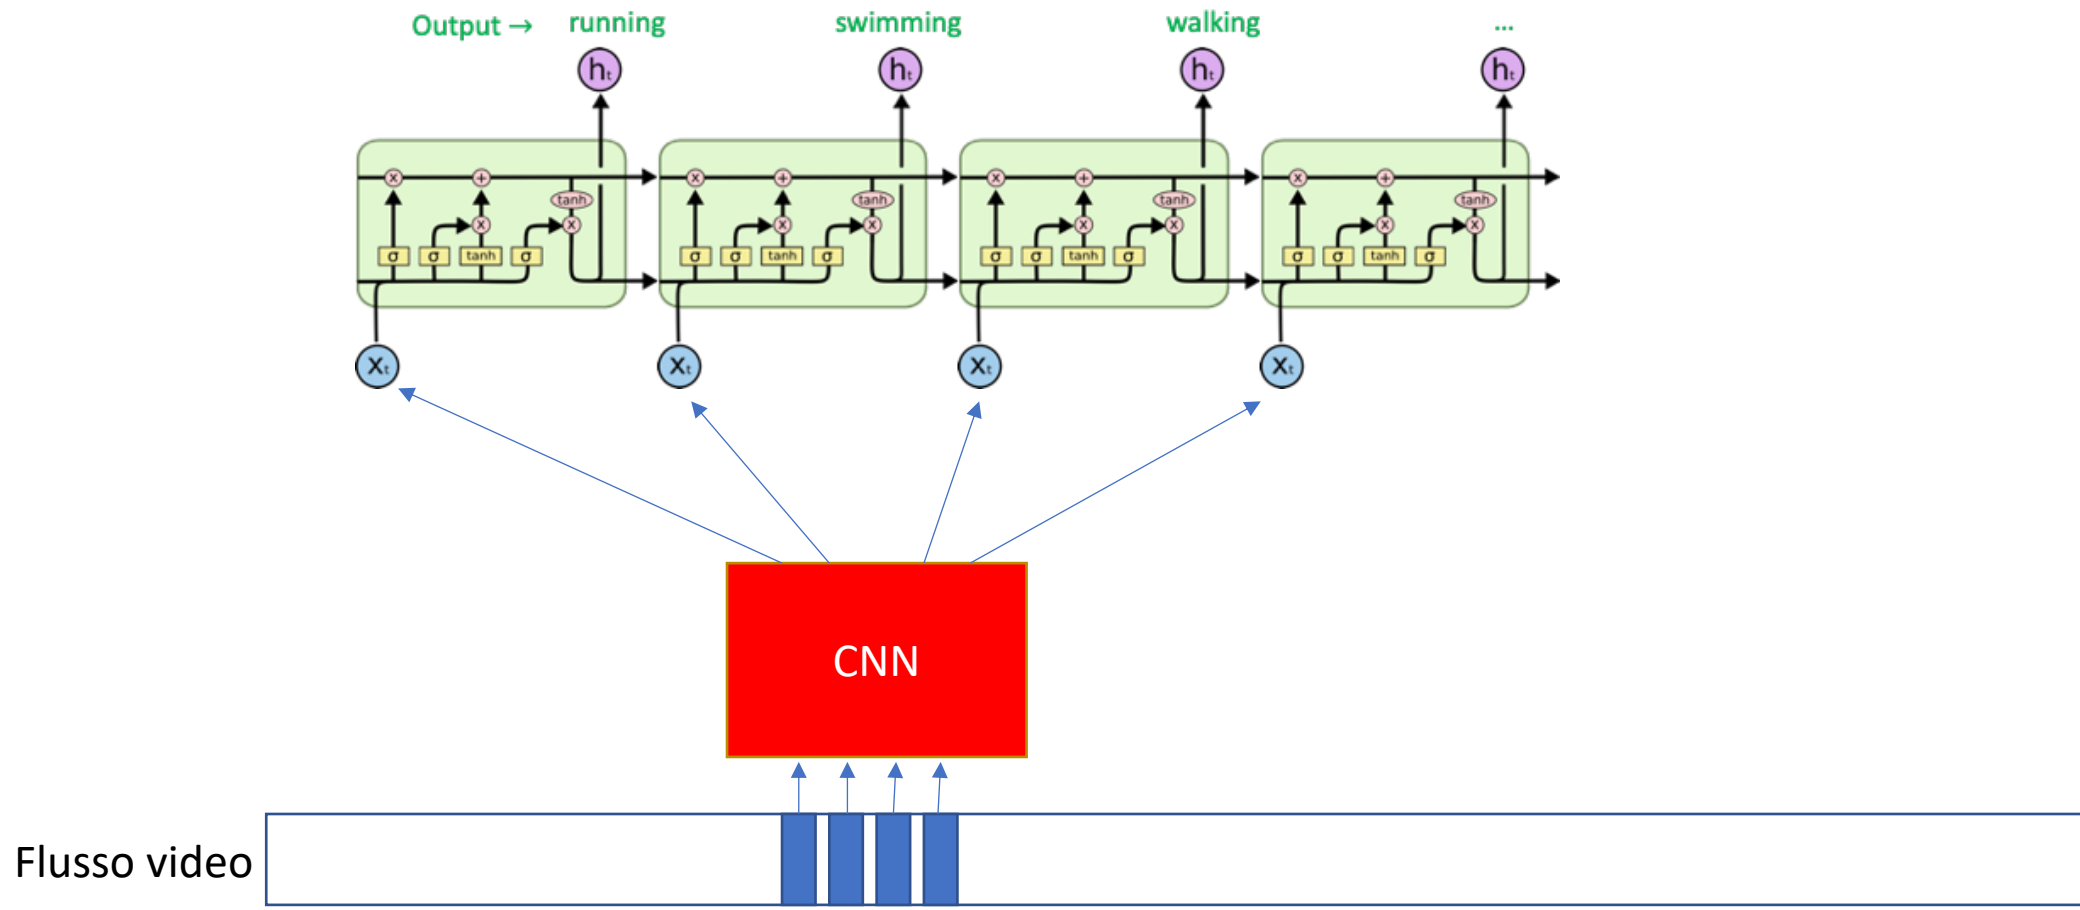 Output → running swimming walking ...
hₜ hₜ hₜ hₜ
x + x + x + x +
tanh tanh tanh tanh
x x x x x x x x
σ σ tanh σ σ σ tanh σ σ σ tanh σ σ σ tanh σ
xₜ xₜ xₜ xₜ
CNN
Flusso video